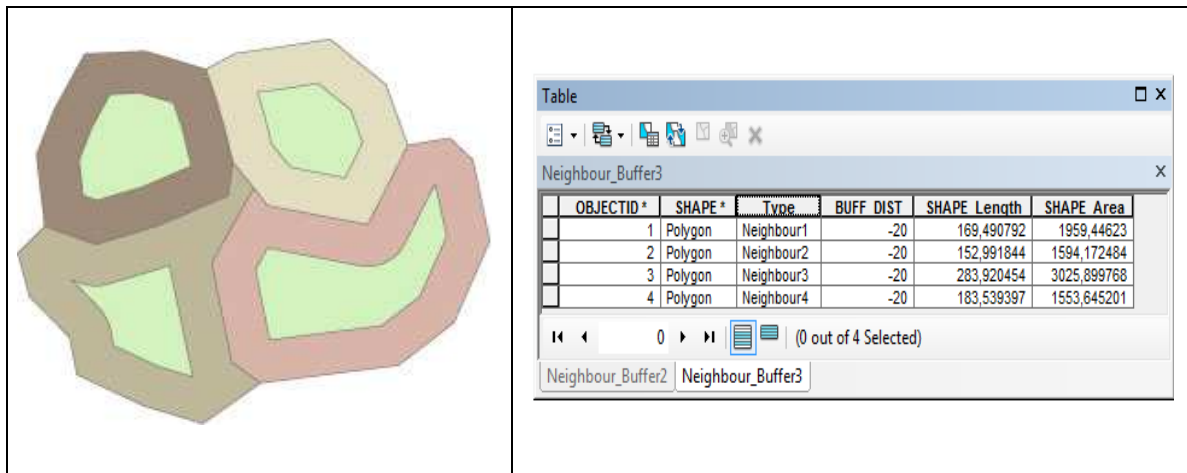 Table
Neighbour_Buffer3
OBJECTID * SHAPE * Type BUFF_DIST SHAPE_Length SHAPE_Area
1 Polygon Neighbour1 -20 169,490792 1959,44623
2 Polygon Neighbour2 -20 152,991844 1594,172484
3 Polygon Neighbour3 -20 283,920454 3025,899768
4 Polygon Neighbour4 -20 183,539397 1553,645201
0 (0 out of 4 Selected)
Neighbour_Buffer2 Neighbour_Buffer3